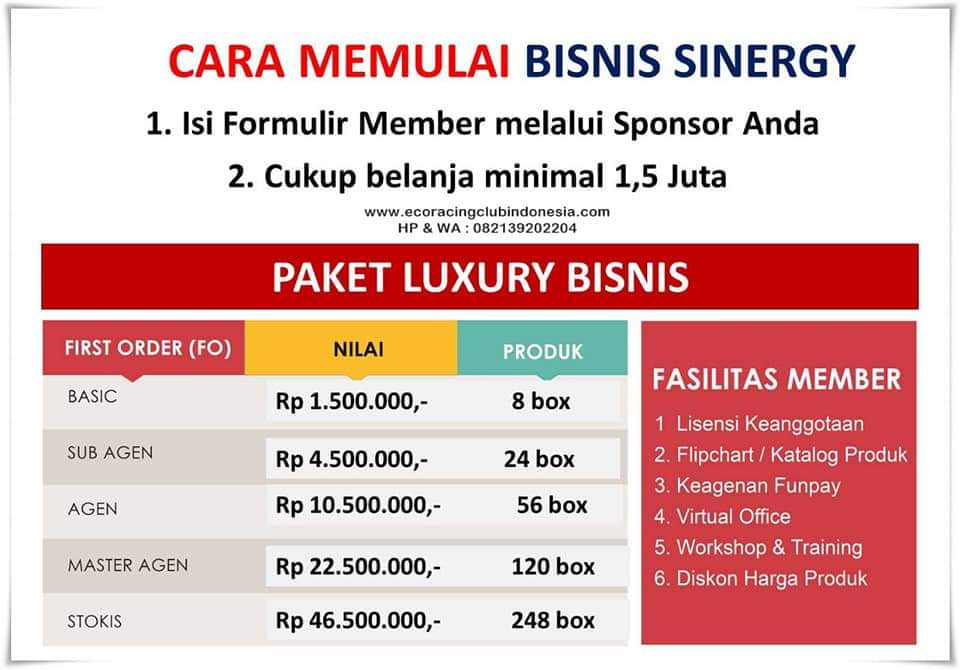 CARA MEMULAI BISNIS SINERGY
1. Isi Formulir Member melalui Sponsor Anda
2. Cukup belanja minimal 1,5 Juta
www.ecoracingclubindonesia.com
HP & WA : 082139202204
PAKET LUXURY BISNIS
FIRST ORDER (FO) NILAI PRODUK
BASIC Rp 1.500.000,- 8 box
SUB AGEN Rp 4.500.000,- 24 box
AGEN Rp 10.500.000,- 56 box
MASTER AGEN Rp 22.500.000,- 120 box
STOKIS Rp 46.500.000,- 248 box
FASILITAS MEMBER
1 Lisensi Keanggotaan
2. Flipchart / Katalog Produk
3. Keagenan Funpay
4. Virtual Office
5. Workshop & Training
6. Diskon Harga Produk